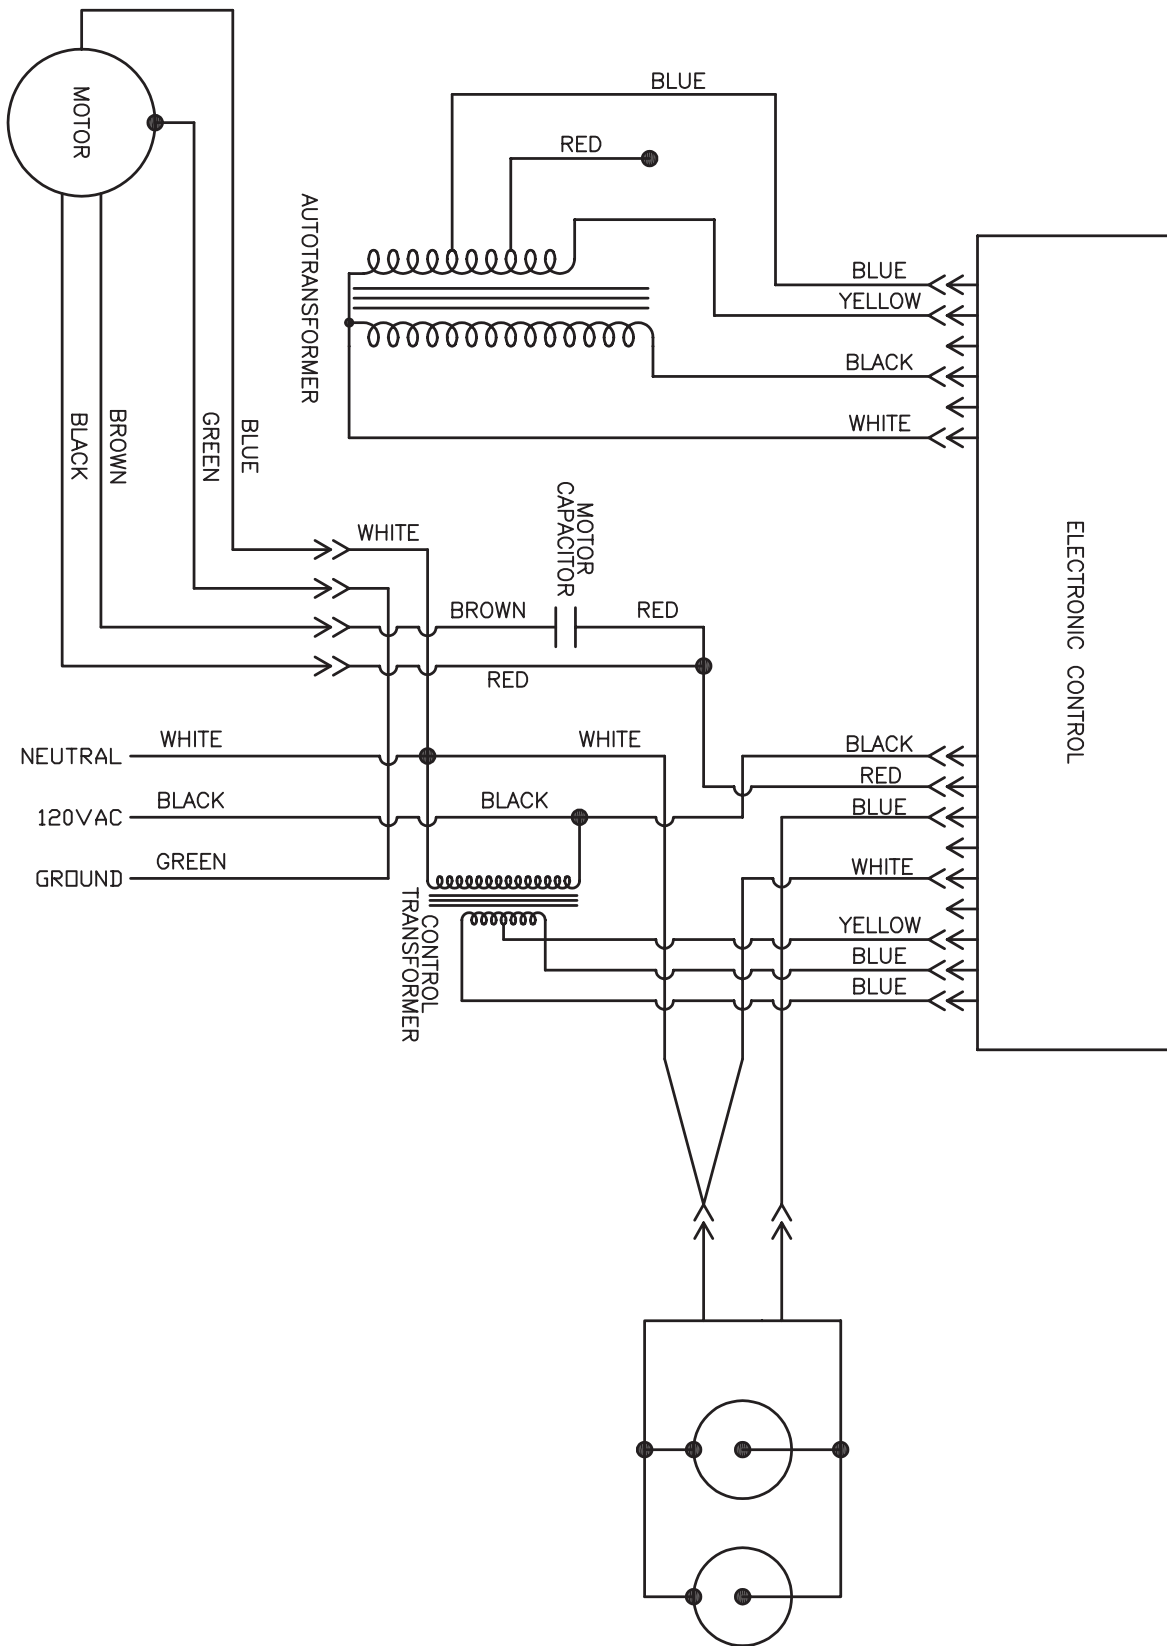 MOTOR
BLUE
RED
AUTOTRANSFORMER
BLUE
YELLOW
BLACK
WHITE
BLACK
BROWN
GREEN
BLUE
WHITE
MOTOR
CAPACITOR
BROWN
RED
RED
ELECTRONIC CONTROL
NEUTRAL
WHITE
WHITE
BLACK
RED
120VAC
BLACK
BLACK
BLUE
GROUND
GREEN
WHITE
CONTROL
TRANSFORMER
YELLOW
BLUE
BLUE